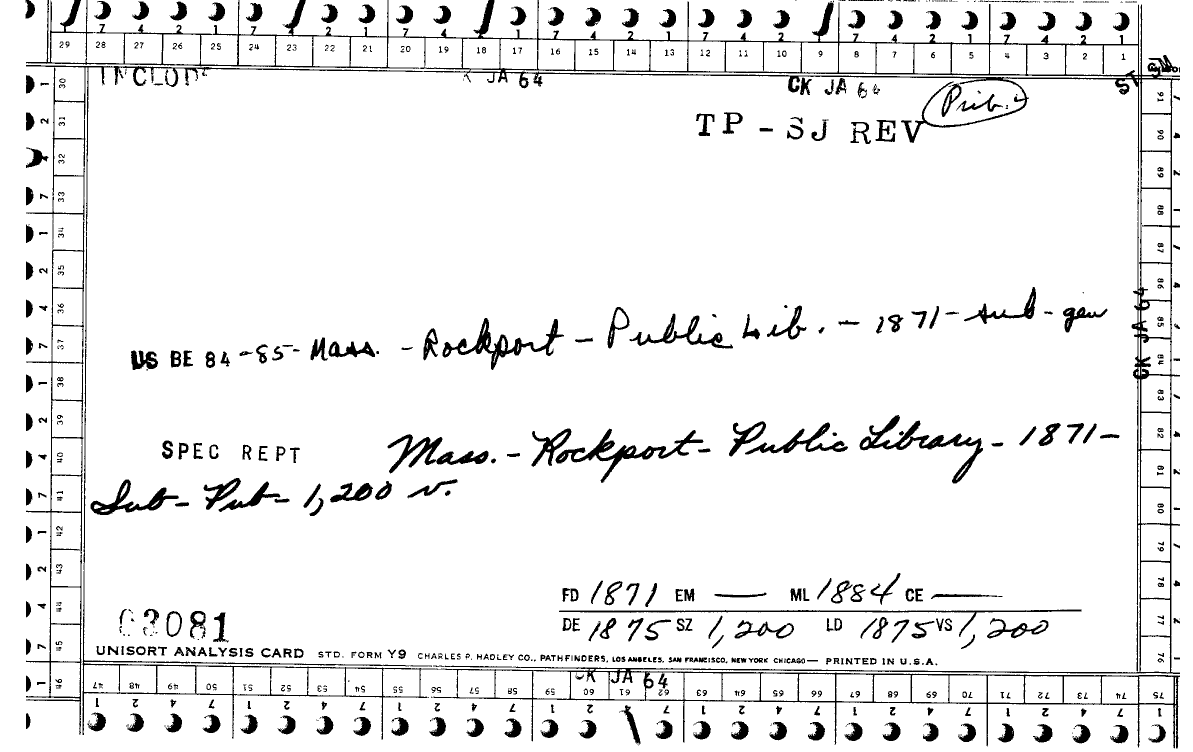 7 4 2 1 7 4 2 1 7 4 2 1 7 4 2 1 7 4 2 1 7 4 2 1
29 28 27 26 25 24 23 22 21 20 19 18 17 16 15 14 13 12 11 10 9 8 7 6 5 4 3 2 1
INCLOD JA 64 CK JA 64 ST
Pub.
TP - SJ REV
US BE 84-85- Mass. - Rockport - Public Lib. - 1871- sub - gen
CK JA 64
SPEC REPT Mass. - Rockport - Public Library - 1871 -
Sub - Pub - 1,200 v.
FD 1871 EM — ML 1884 CE —
DE 1875 SZ 1,200 LD 1875 VS 1,200
03081
UNISORT ANALYSIS CARD STD. FORM Y9 CHARLES R. HADLEY CO., PATHFINDERS, LOS ANGELES, SAN FRANCISCO, NEW YORK CHICAGO— PRINTED IN U.S.A.
CK JA 64
30 31 32 33 34 35 36 37 38 39 40 41 42 43 44 45 46
47 48 49 50 51 52 53 54 55 56 57 58 59 60 61 62 63 64 65 66 67 68 69 70 71 72 73 74 75
76 77 78 79 80 81 82 83 84 85 86 87 88 89 90 91